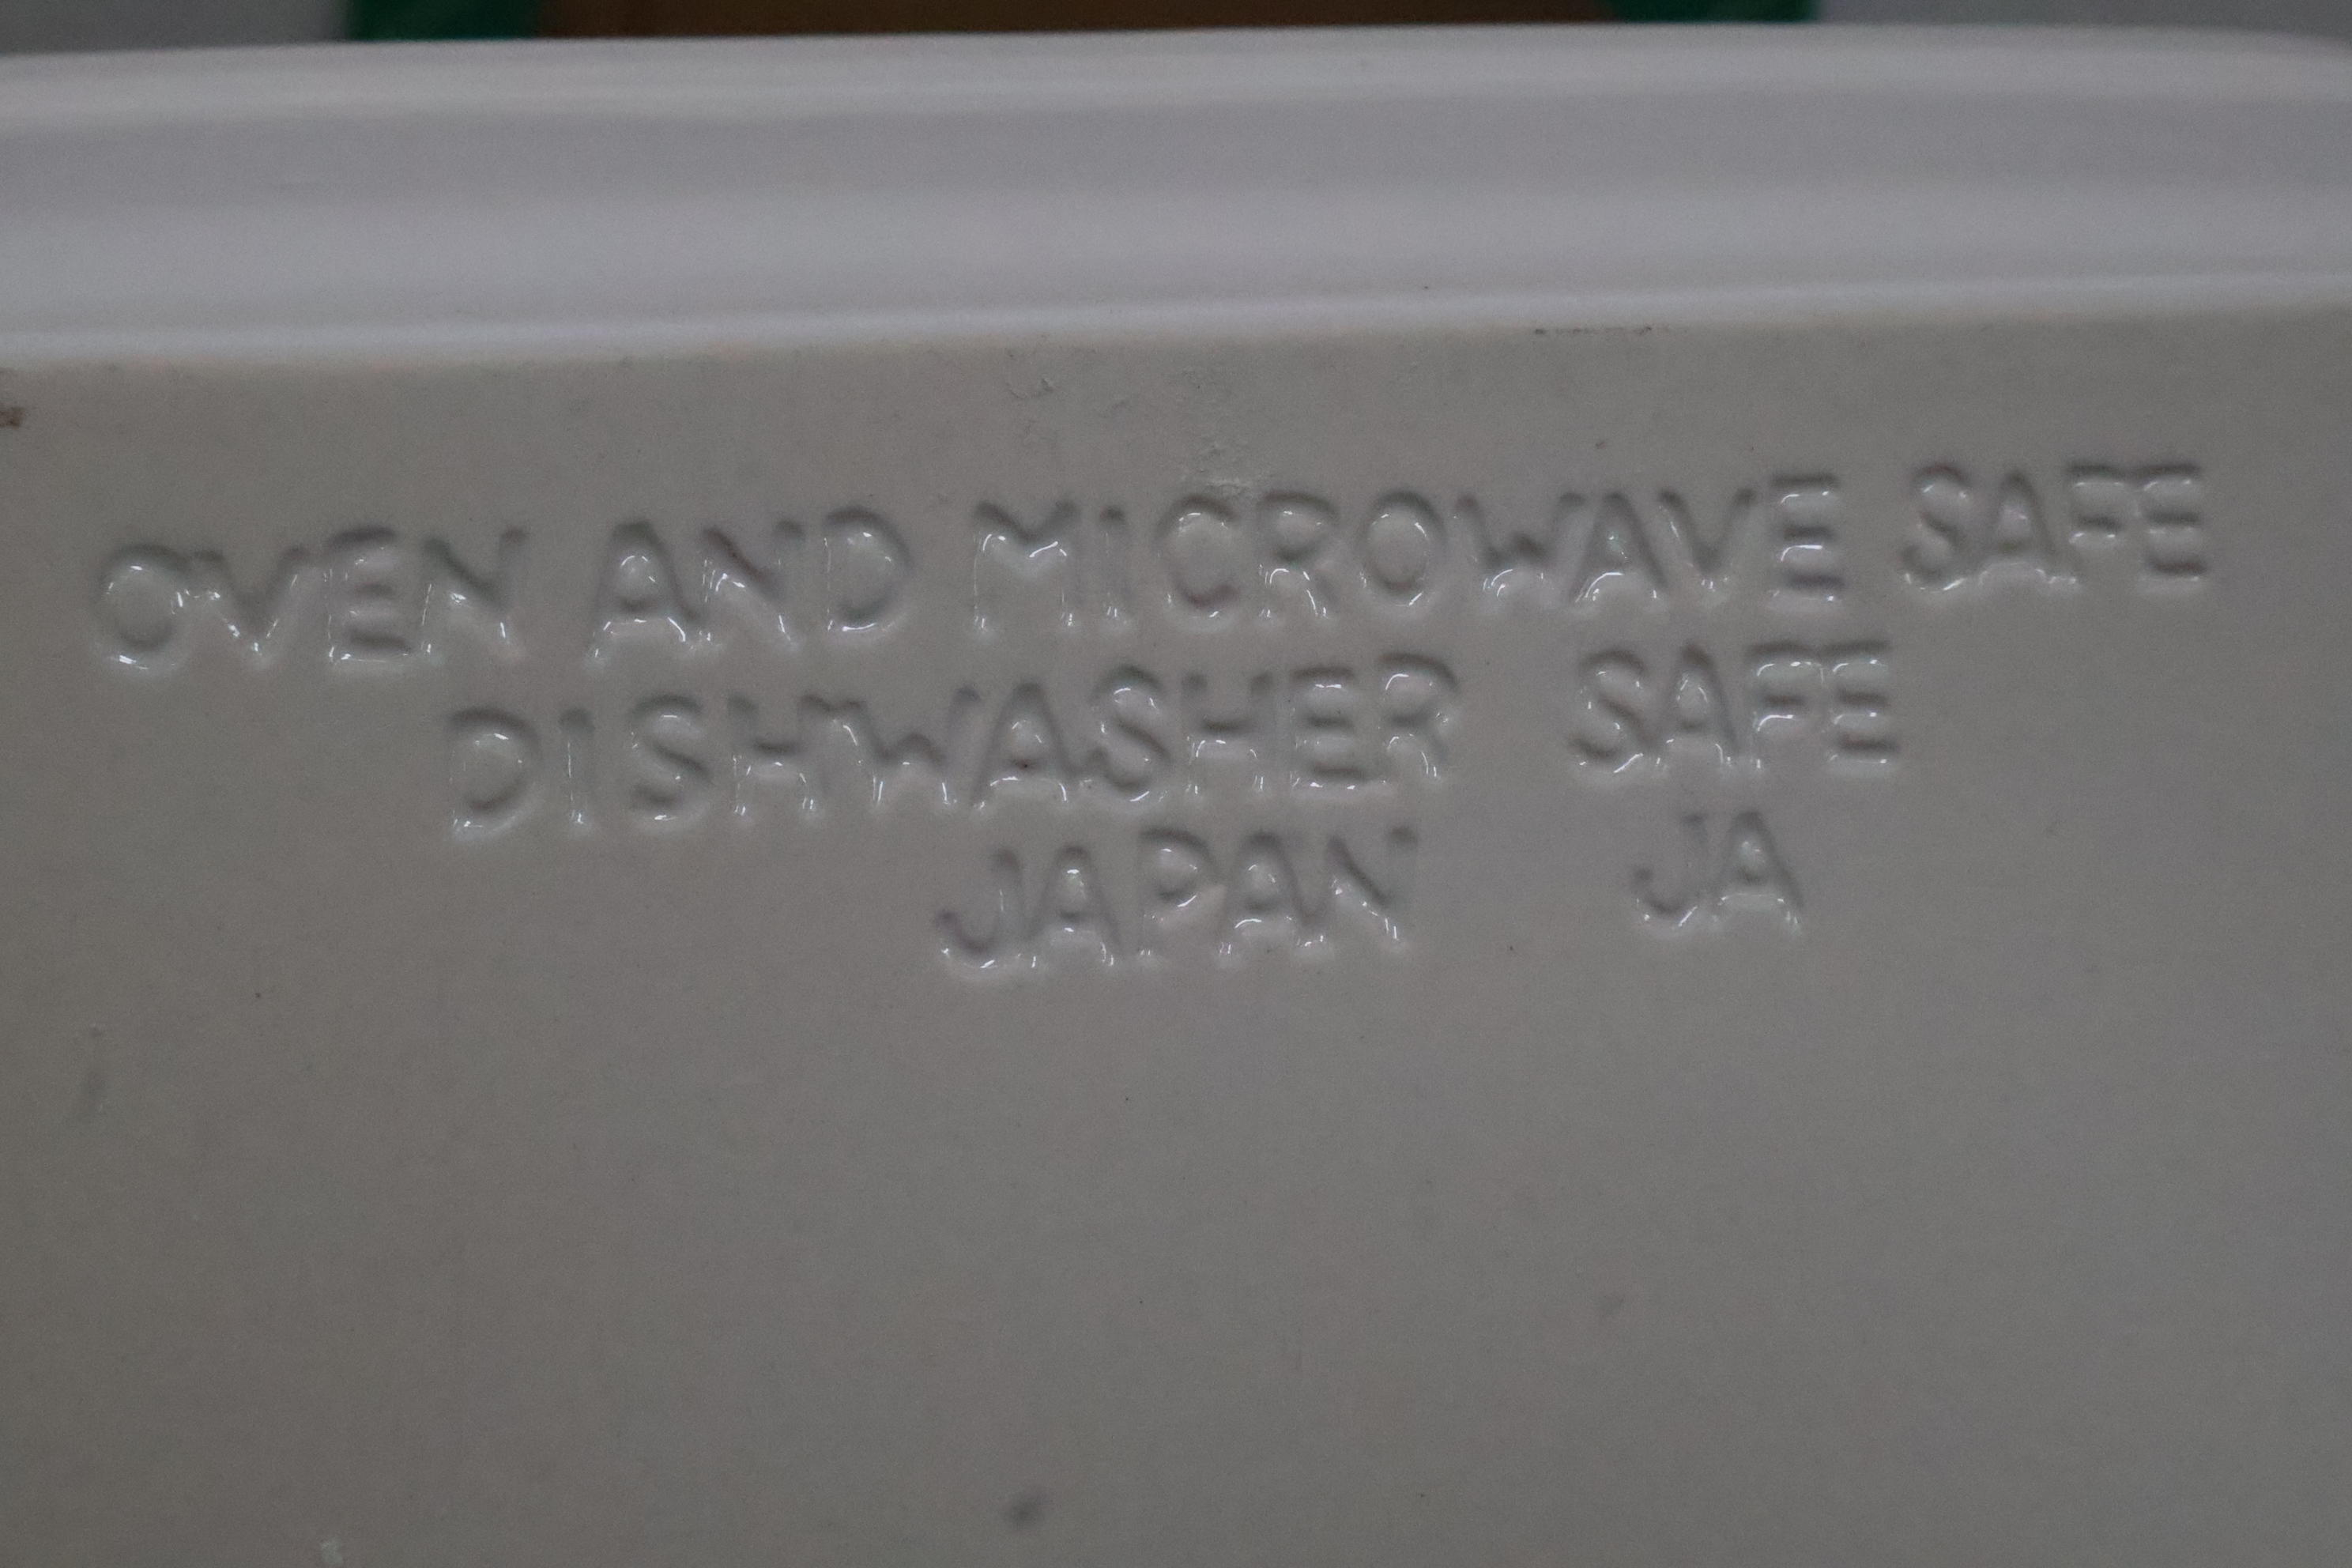 OVEN AND MICROWAVE SAFE
DISHWASHER SAFE
JAPAN JA